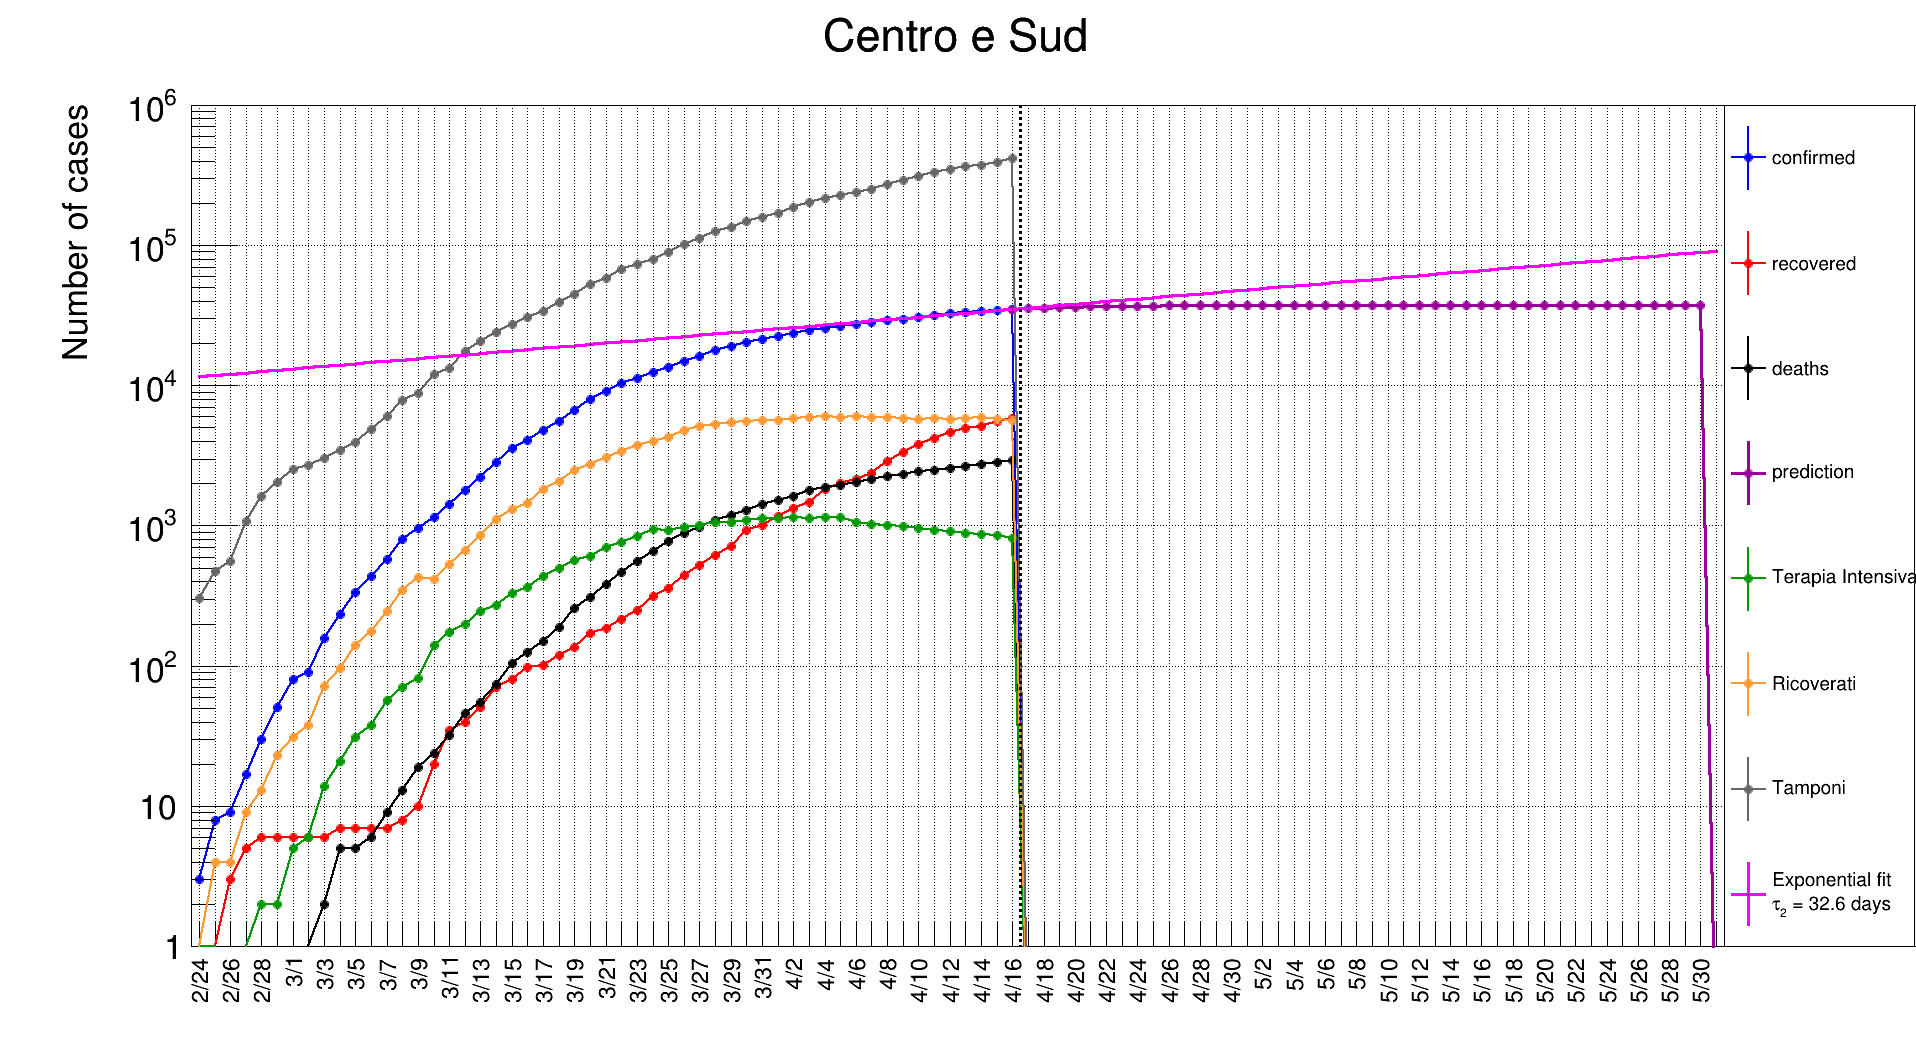 Centro e Sud
Number of cases
10^6
10^5
10^4
10^3
10^2
10
1
2/24 2/26 2/28 3/1 3/3 3/5 3/7 3/9 3/11 3/13 3/15 3/17 3/19 3/21 3/23 3/25 3/27 3/29 3/31 4/2 4/4 4/6 4/8 4/10 4/12 4/14 4/16 4/18 4/20 4/22 4/24 4/26 4/28 4/30 5/2 5/4 5/6 5/8 5/10 5/12 5/14 5/16 5/18 5/20 5/22 5/24 5/26 5/28 5/30
confirmed
recovered
deaths
prediction
Terapia Intensiva
Ricoverati
Tamponi
Exponential fit
τ_2 = 32.6 days